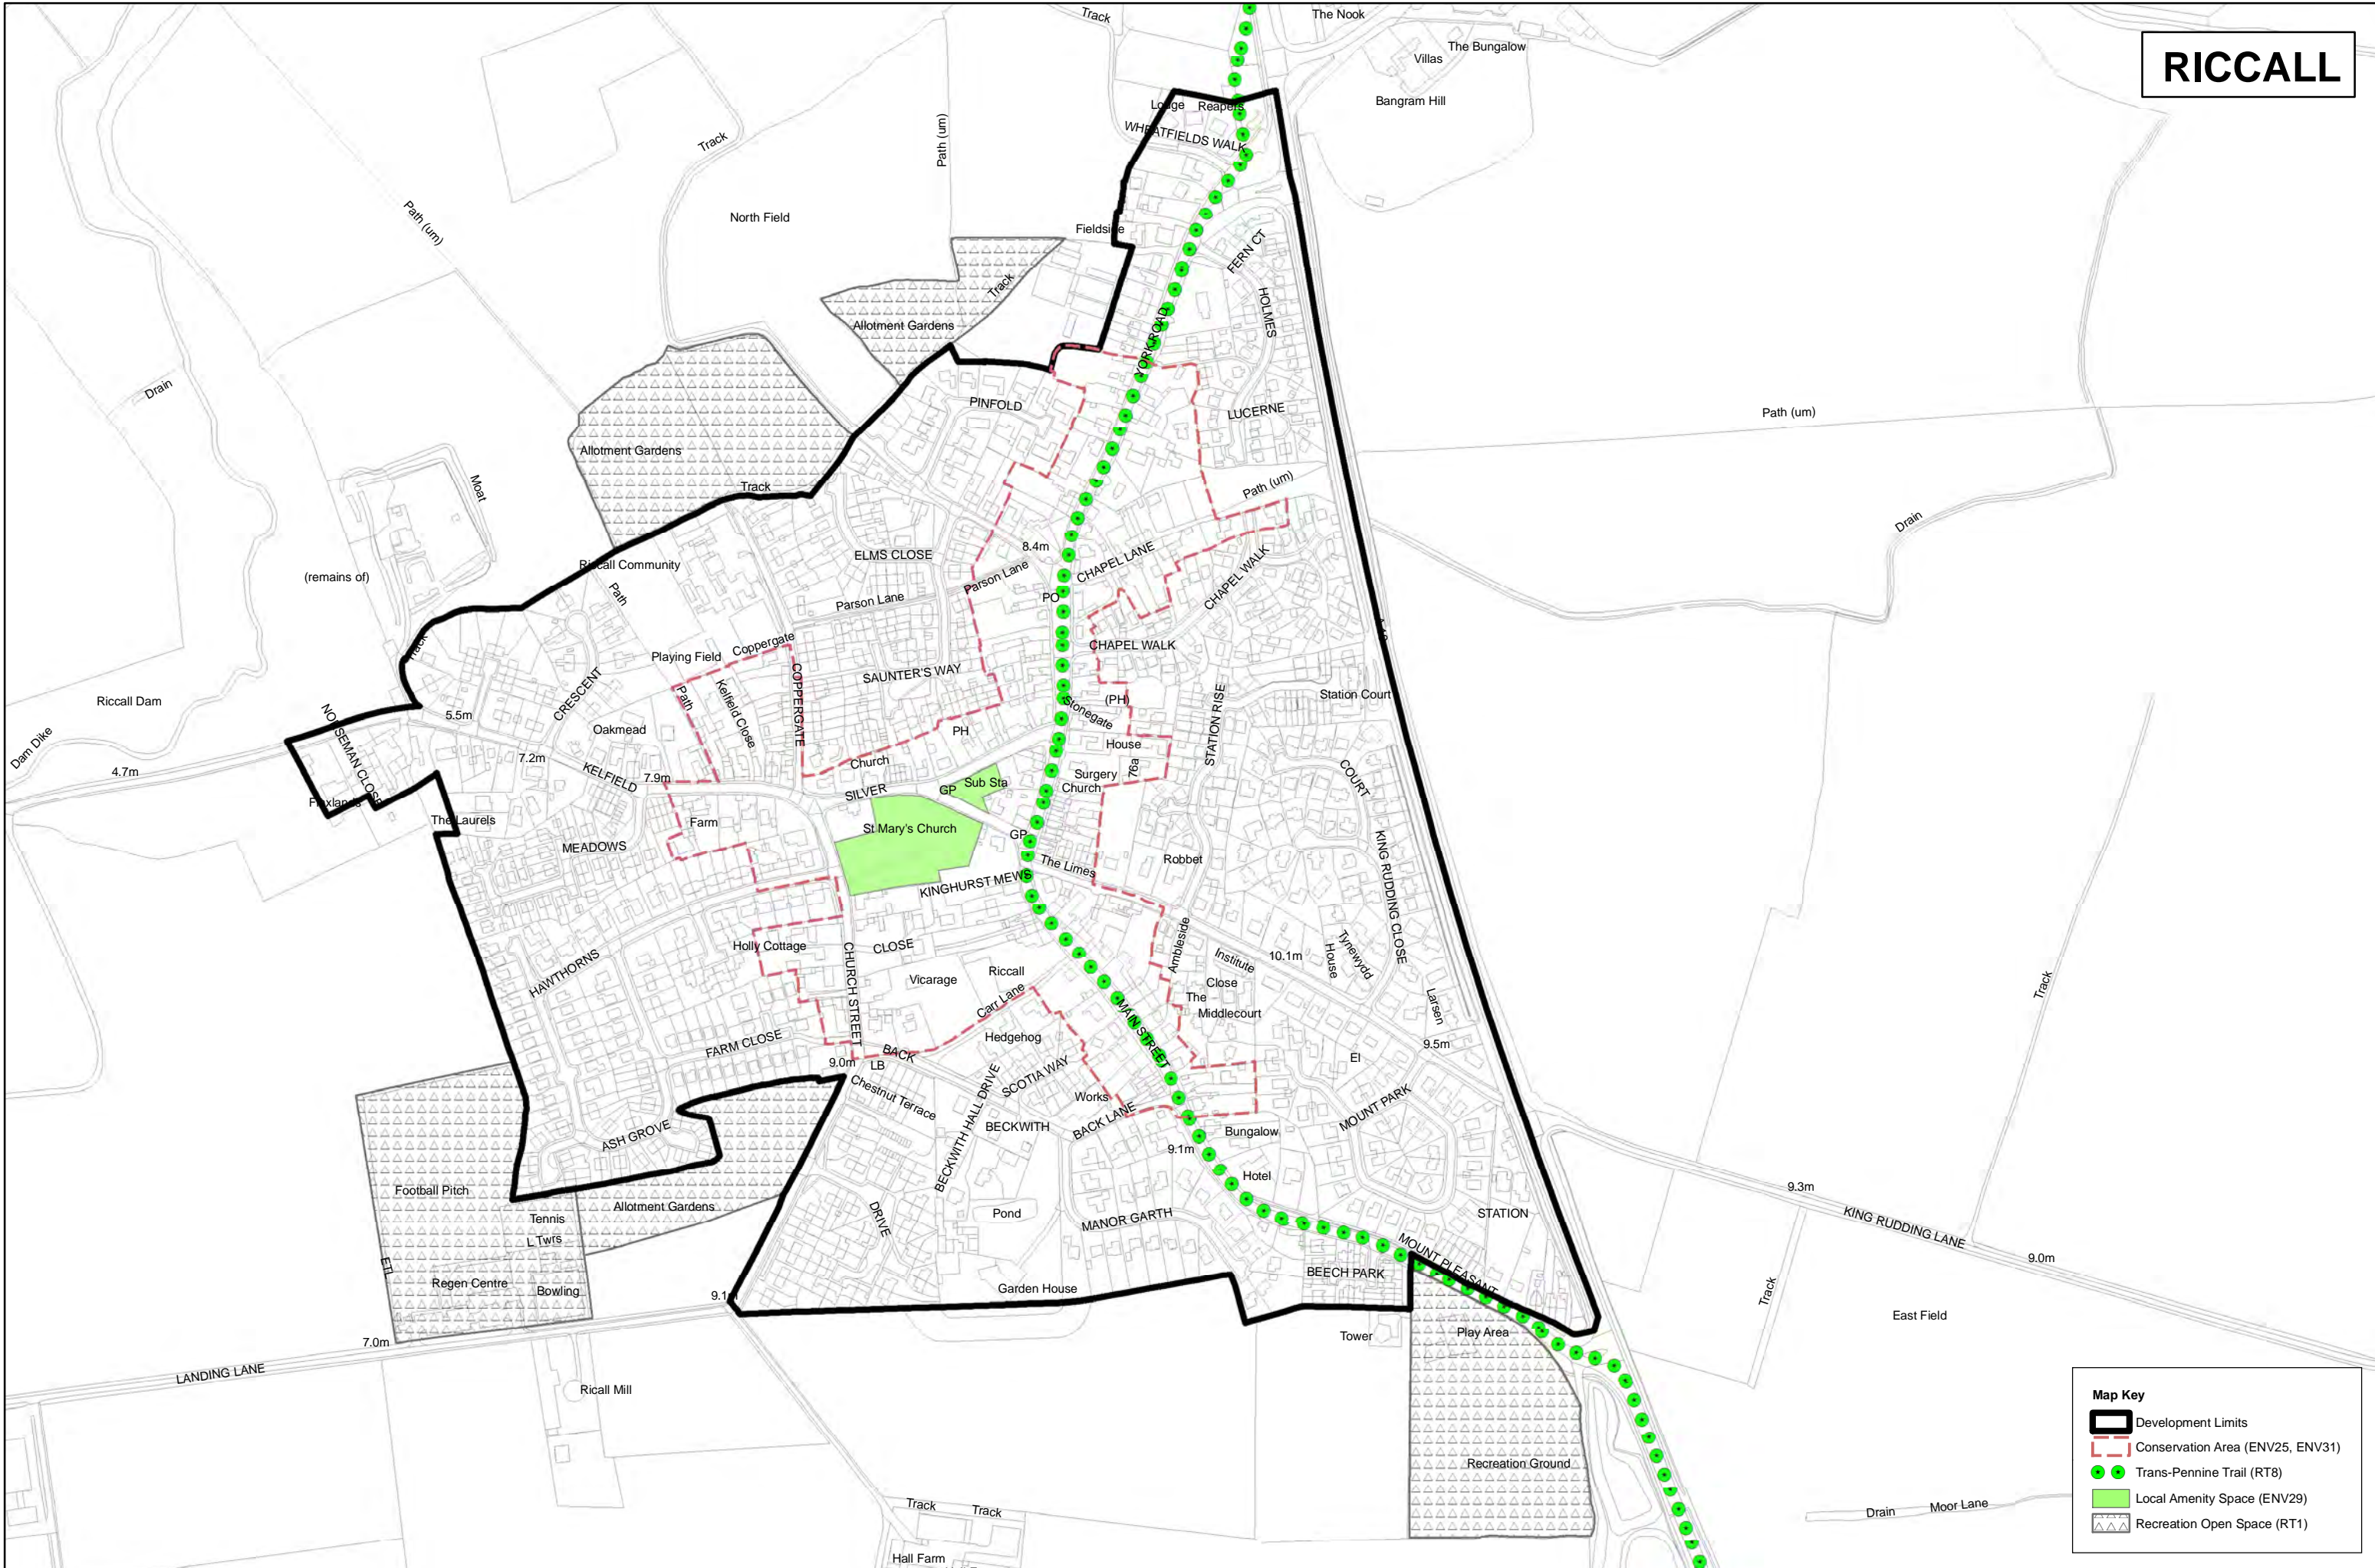 Track
The Nook
RICCALL
The Bungalow
Villas
Bangram Hill
Lodge
Reapers
WHEATFIELDS WALK
Track
Path (um)
Path (um)
North Field
Fieldside
FERN CT
Track
HOLMES
Allotment Gardens
YORK ROAD
Drain
PINFOLD
LUCERNE
Path (um)
Allotment Gardens
Track
Moat
Path (um)
Drain
8.4m
ELMS CLOSE
CHAPEL LANE
Riccall Community
(remains of)
Path
Parson Lane
Parson Lane
PO
CHAPEL WALK
Track
Coppergate
Playing Field
CHAPEL WALK
SAUNTER'S WAY
COPPERGATE
Riccall Dam
CRESCENT
Path
Kelfield Close
Station Court
(PH)
Stonegate
STATION RISE
5.5m
Oakmead
PH
NORSEMAN CLOSE
Dam Dike
House
7.2m
Church
4.7m
KELFIELD
7.9m
Surgery
76a
COURT
Sub Sta
Church
SILVER
GP
Flaxlands
The Laurels
Farm
St Mary's Church
GP
MEADOWS
The Limes
Robbet
KING RUDDING CLOSE
KINGHURST MEWS
Holly Cottage
CLOSE
CHURCH STREET
Ambleside
Institute
10.1m
House
Tynewydd
HAWTHORNS
Vicarage
Riccall
Close
Carr Lane
The
Middlecourt
Larsen
Track
MAIN STREET
Hedgehog
FARM CLOSE
BACK
9.5m
9.0m
LB
El
SCOTIA WAY
Chestnut Terrace
BECKWITH HALL DRIVE
Works
MOUNT PARK
BECKWITH
BACK LANE
ASH GROVE
Bungalow
9.1m
Hotel
Football Pitch
9.3m
Allotment Gardens
Tennis
Pond
MANOR GARTH
DRIVE
STATION
KING RUDDING LANE
L Twrs
MOUNT PLEASANT
9.0m
ETL
Regen Centre
Bowling
Garden House
BEECH PARK
9.1m
Track
East Field
Tower
Play Area
7.0m
LANDING LANE
Ricall Mill
Recreation Ground
Track
Track
Drain
Moor Lane
Hall Farm
Map Key
Development Limits
Conservation Area (ENV25, ENV31)
Trans-Pennine Trail (RT8)
Local Amenity Space (ENV29)
Recreation Open Space (RT1)